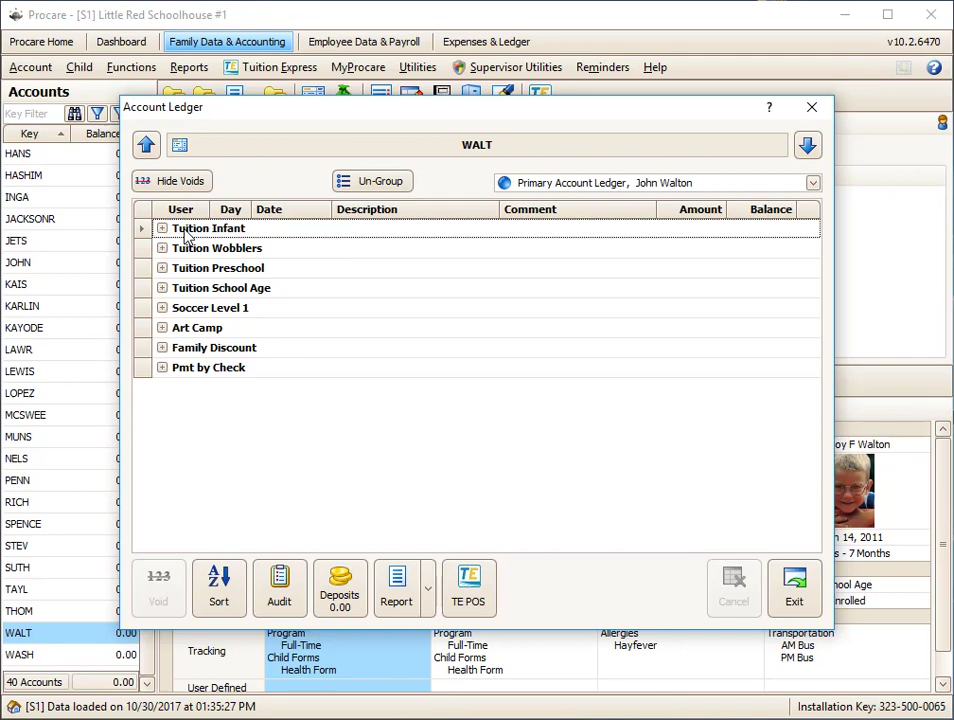 Procare - [S1] Little Red Schoolhouse #1
Procare Home Dashboard Family Data & Accounting Employee Data & Payroll Expenses & Ledger v10.2.6470
Account Child Functions Reports Tuition Express MyProcare Utilities Supervisor Utilities Reminders Help
Accounts
Key Filter
Key Balance
HANS
HASHIM
INGA
JACKSONR
JETS
JOHN
KAIS
KARLIN
KAYODE
LAWR
LEWIS
LOPEZ
MCSWEE
MUNS
NELS
PENN
RICH
SPENCE
STEV
SUTH
TAYL
THOM
WALT 0.00
WASH 0.00
40 Accounts 0.00
Account Ledger ?
WALT
123 Hide Voids Un-Group Primary Account Ledger, John Walton
User Day Date Description Comment Amount Balance
Tuition Infant
Tuition Wobblers
Tuition Preschool
Tuition School Age
Soccer Level 1
Art Camp
Family Discount
Pmt by Check
123 Void
AZ Sort
Audit
Deposits 0.00
Report
TE TE POS
Cancel
Exit
F Walton
14, 2011
- 7 Months
Age
Tracking
Program
Full-Time
Child Forms
Health Form
Program
Full-Time
Child Forms
Health Form
Allergies
Hayfever
Transportation
AM Bus
PM Bus
User Defined
[S1] Data loaded on 10/30/2017 at 01:35:27 PM Installation Key: 323-500-0065